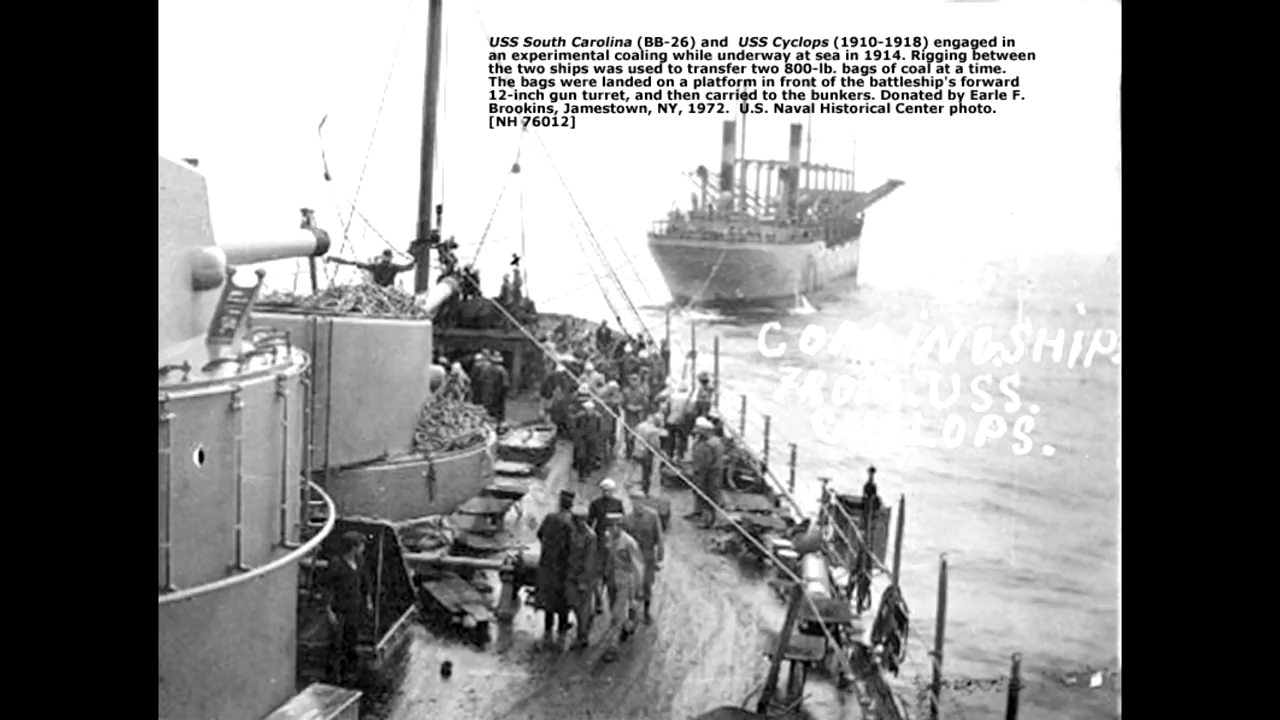 USS South Carolina (BB-26) and USS Cyclops (1910-1918) engaged in
an experimental coaling while underway at sea in 1914. Rigging between
the two ships was used to transfer two 800-lb. bags of coal at a time.
The bags were landed on a platform in front of the battleship's forward
12-inch gun turret, and then carried to the bunkers. Donated by Earle F.
Brookins, Jamestown, NY, 1972. U.S. Naval Historical Center photo.
[NH 76012]
COALINGSHIP
FROM.USS.
CYCLOPS.